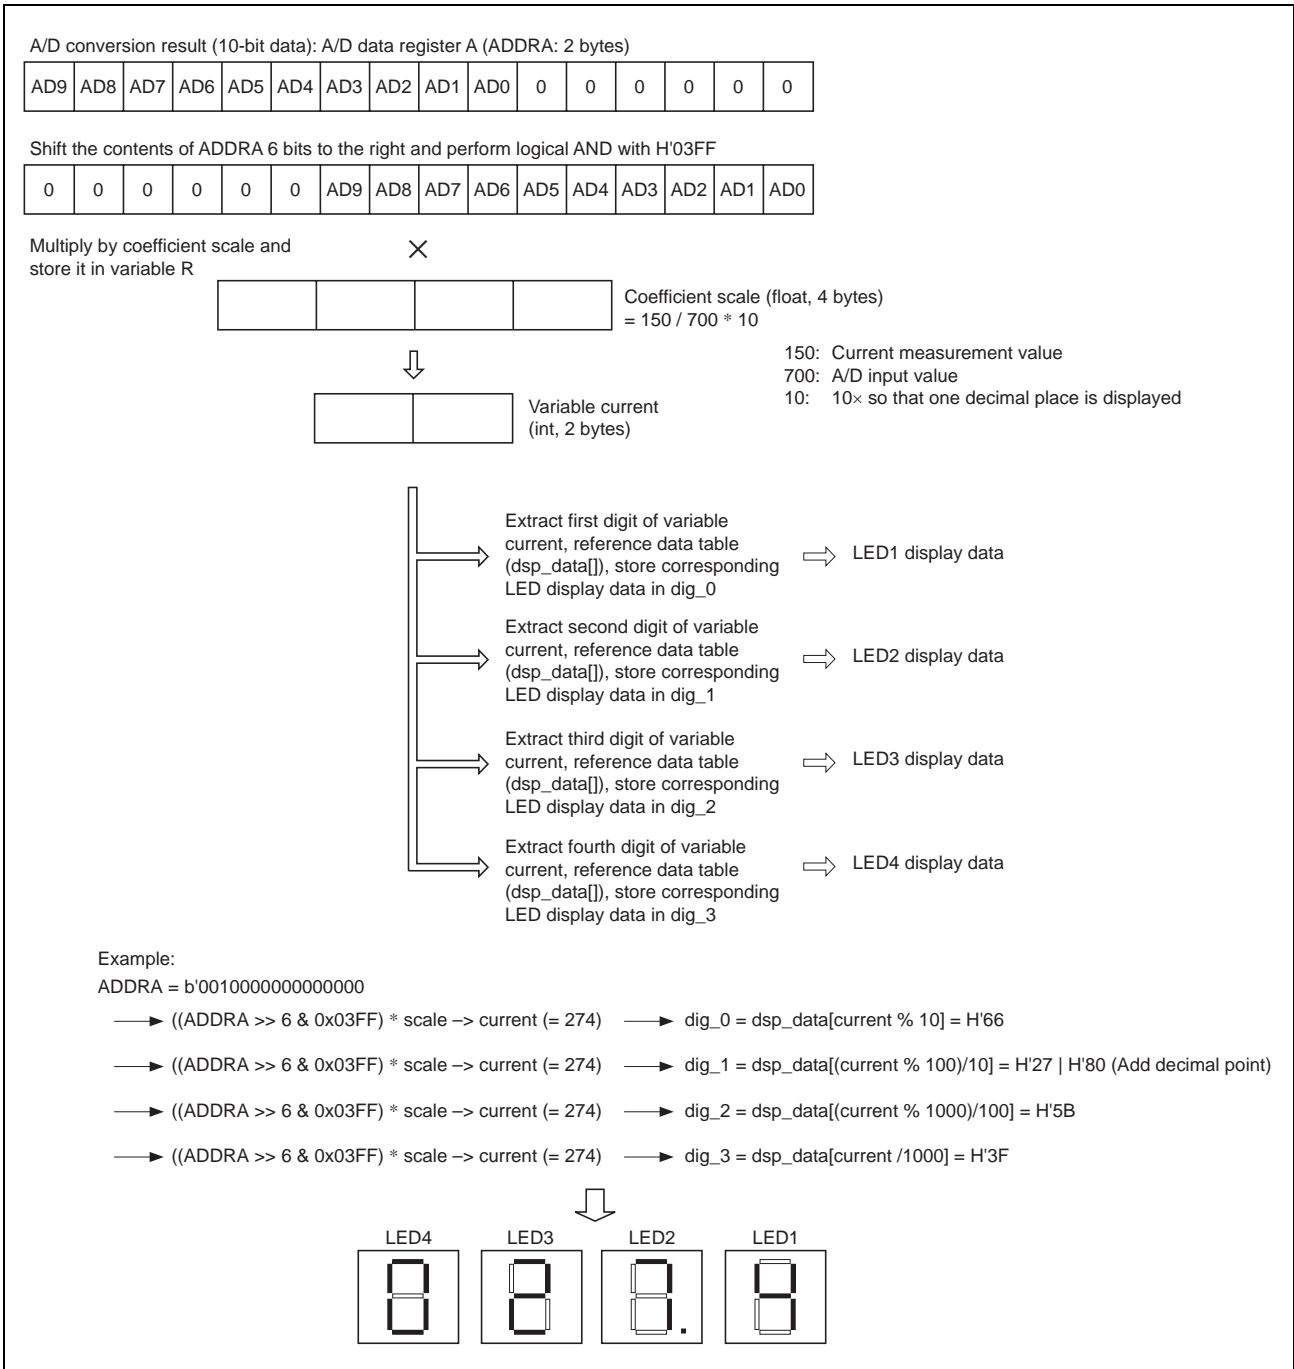 A/D conversion result (10-bit data): A/D data register A (ADDRA: 2 bytes)
AD9 AD8 AD7 AD6 AD5 AD4 AD3 AD2 AD1 AD0 0 0 0 0 0 0
Shift the contents of ADDRA 6 bits to the right and perform logical AND with H'03FF
0 0 0 0 0 0 AD9 AD8 AD7 AD6 AD5 AD4 AD3 AD2 AD1 AD0
Multiply by coefficient scale and
store it in variable R
×
Coefficient scale (float, 4 bytes)
= 150 / 700 * 10
150: Current measurement value
700: A/D input value
10: 10× so that one decimal place is displayed
Variable current
(int, 2 bytes)
Extract first digit of variable
current, reference data table
(dsp_data[]), store corresponding
LED display data in dig_0
LED1 display data
Extract second digit of variable
current, reference data table
(dsp_data[]), store corresponding
LED display data in dig_1
LED2 display data
Extract third digit of variable
current, reference data table
(dsp_data[]), store corresponding
LED display data in dig_2
LED3 display data
Extract fourth digit of variable
current, reference data table
(dsp_data[]), store corresponding
LED display data in dig_3
LED4 display data
Example:
ADDRA = b'0010000000000000
((ADDRA >> 6 & 0x03FF) * scale –> current (= 274) dig_0 = dsp_data[current % 10] = H'66
((ADDRA >> 6 & 0x03FF) * scale –> current (= 274) dig_1 = dsp_data[(current % 100)/10] = H'27 | H'80 (Add decimal point)
((ADDRA >> 6 & 0x03FF) * scale –> current (= 274) dig_2 = dsp_data[(current % 1000)/100] = H'5B
((ADDRA >> 6 & 0x03FF) * scale –> current (= 274) dig_3 = dsp_data[current /1000] = H'3F
LED4 LED3 LED2 LED1
0 2 7. 4